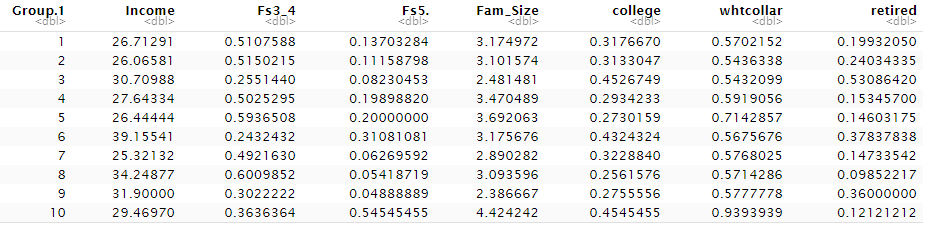 Group.1 Income Fs3_4 Fs5. Fam_Size college whtcollar retired
<dbl> <dbl> <dbl> <dbl> <dbl> <dbl> <dbl> <dbl>
1 26.71291 0.5107588 0.13703284 3.174972 0.3176670 0.5702152 0.19932050
2 26.06581 0.5150215 0.11158798 3.101574 0.3133047 0.5436338 0.24034335
3 30.70988 0.2551440 0.08230453 2.481481 0.4526749 0.5432099 0.53086420
4 27.64334 0.5025295 0.19898820 3.470489 0.2934233 0.5919056 0.15345700
5 26.44444 0.5936508 0.20000000 3.692063 0.2730159 0.7142857 0.14603175
6 39.15541 0.2432432 0.31081081 3.175676 0.4324324 0.5675676 0.37837838
7 25.32132 0.4921630 0.06269592 2.890282 0.3228840 0.5768025 0.14733542
8 34.24877 0.6009852 0.05418719 3.093596 0.2561576 0.5714286 0.09852217
9 31.90000 0.3022222 0.04888889 2.386667 0.2755556 0.5777778 0.36000000
10 29.46970 0.3636364 0.54545455 4.424242 0.4545455 0.9393939 0.12121212